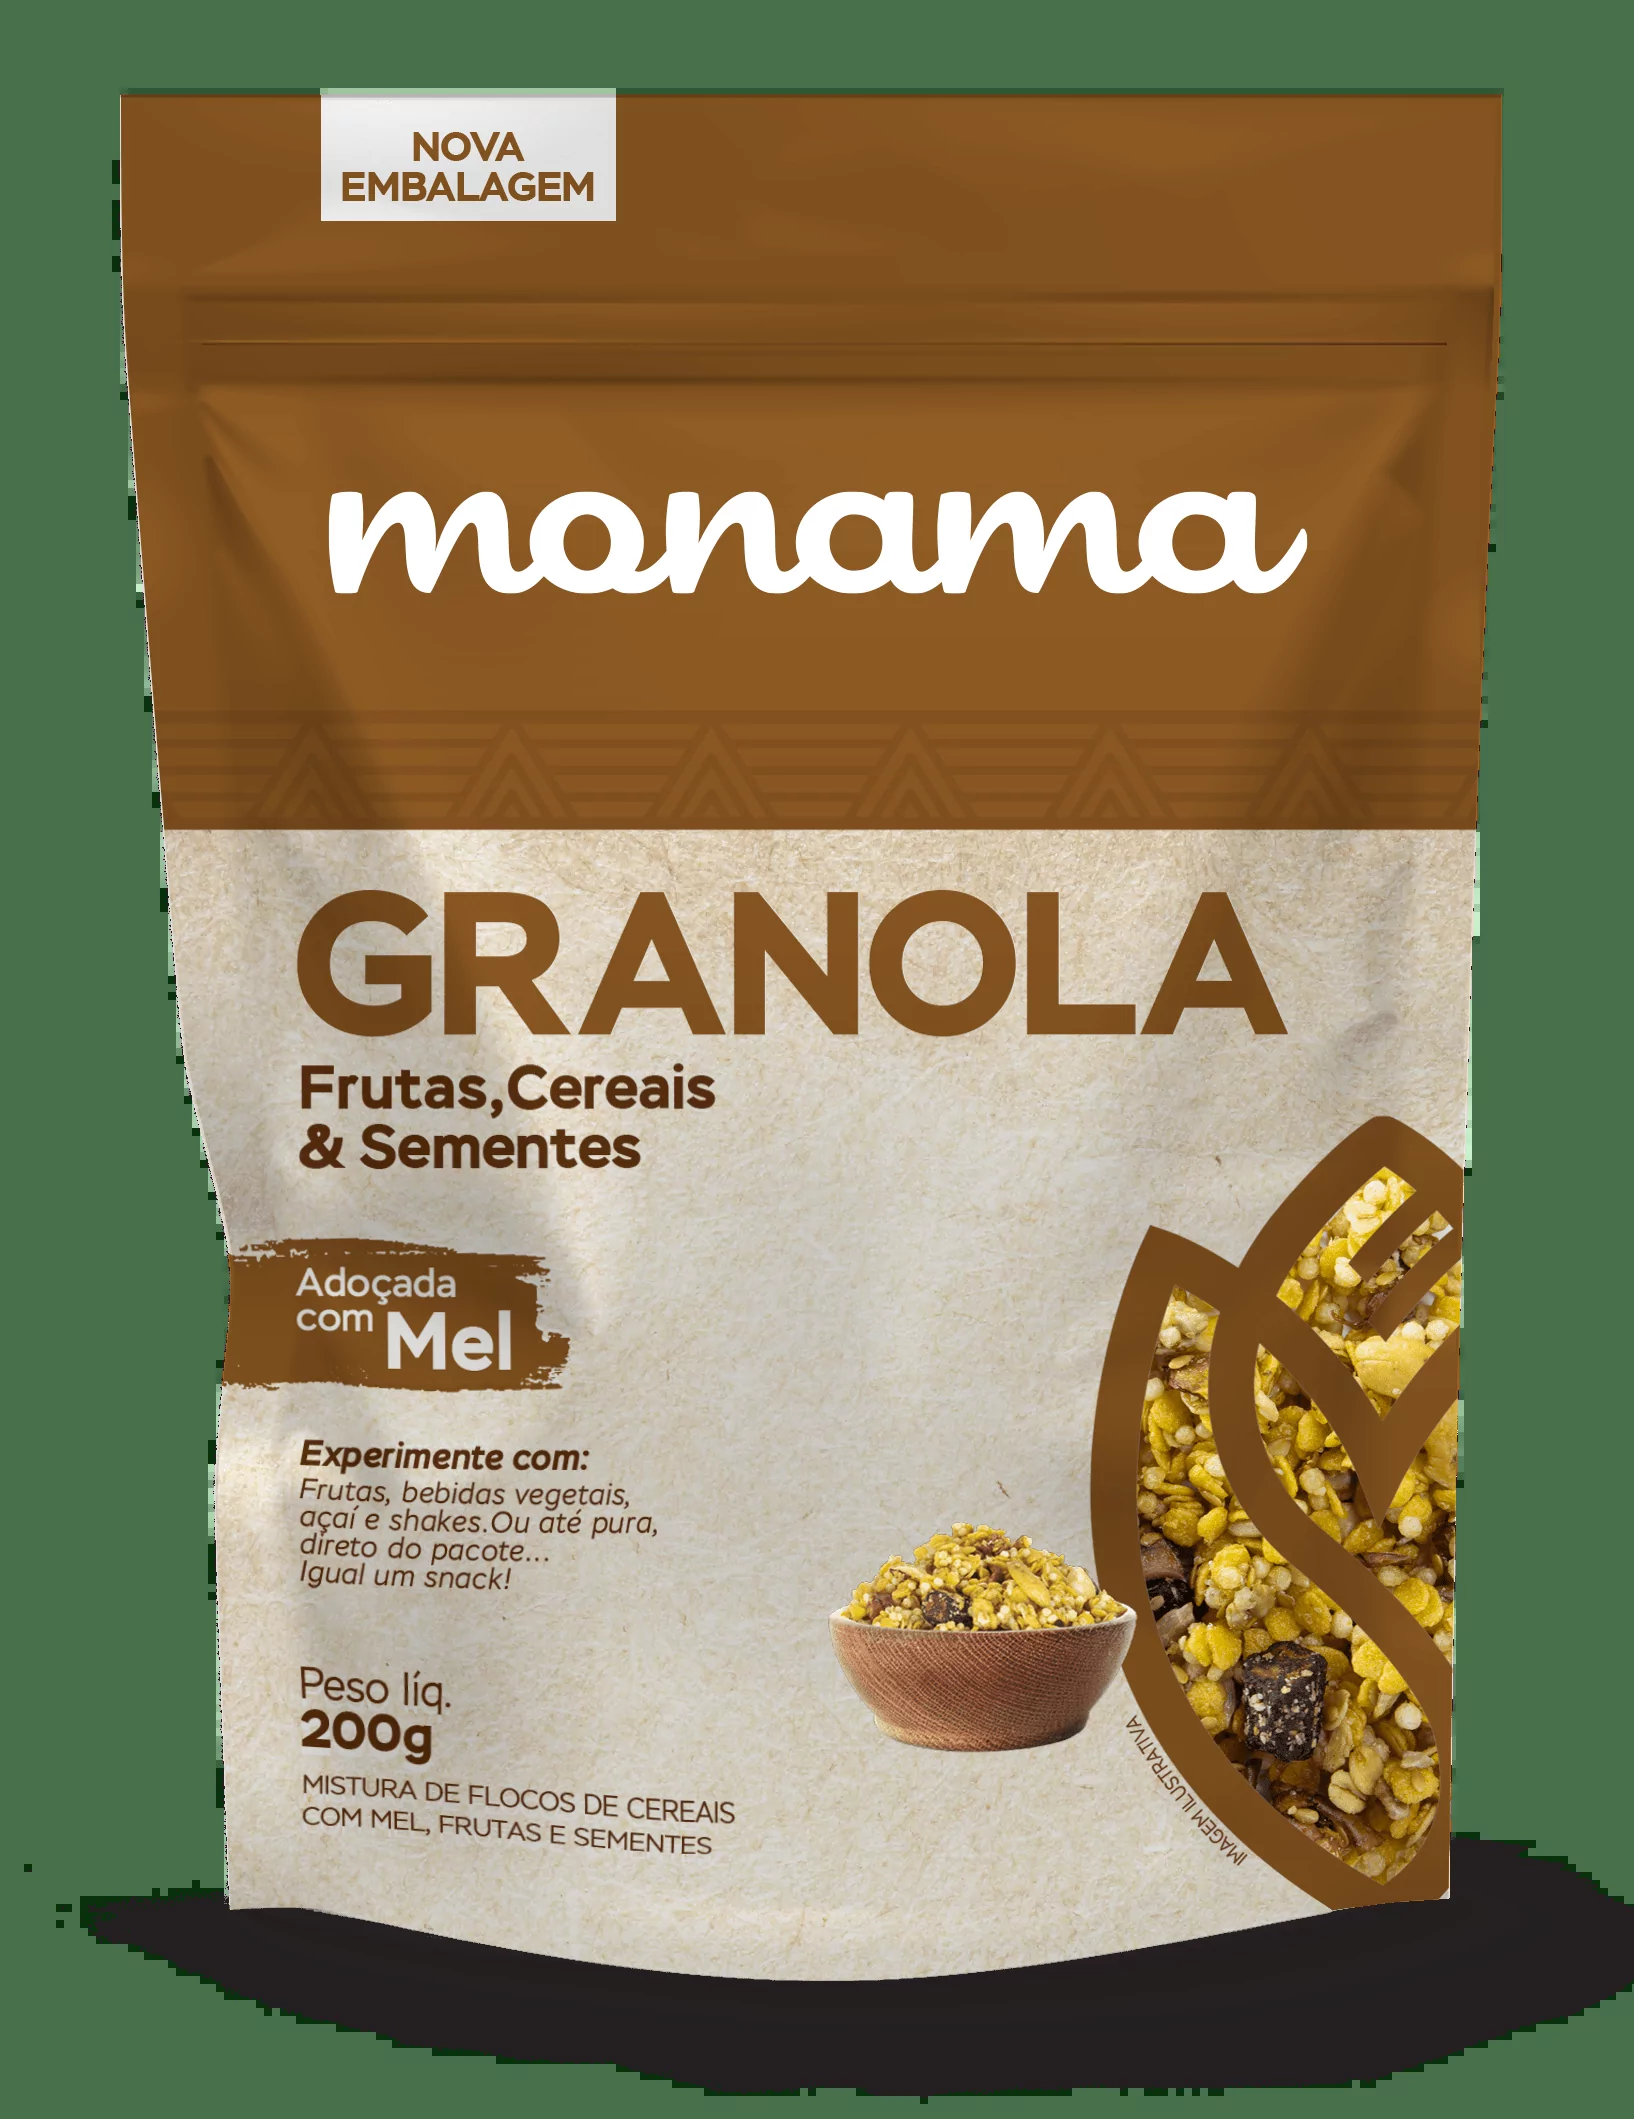 NOVA
EMBALAGEM
monama
GRANOLA
Frutas,Cereais
& Sementes
Adoçada
com Mel
Experimente com:
Frutas, bebidas vegetais,
açaí e shakes.Ou até pura,
direto do pacote...
Igual um snack!
Peso líq.
200g
MISTURA DE FLOCOS DE CEREAIS
COM MEL, FRUTAS E SEMENTES
IMAGEM ILUSTRATIVA